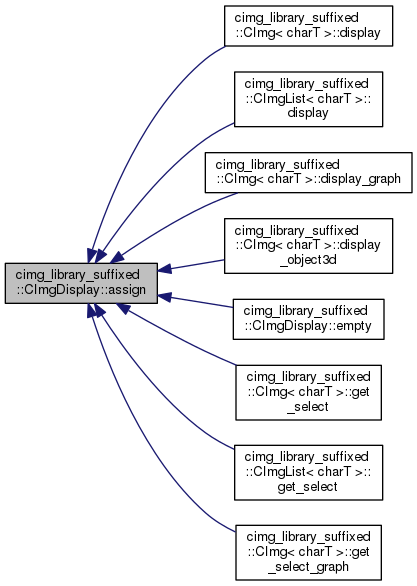 cimg_library_suffixed
::CImg< charT >::display
cimg_library_suffixed
::CImgList< charT >::
display
cimg_library_suffixed
::CImg< charT >::display_graph
cimg_library_suffixed
::CImg< charT >::display
_object3d
cimg_library_suffixed
::CImgDisplay::assign
cimg_library_suffixed
::CImgDisplay::empty
cimg_library_suffixed
::CImg< charT >::get
_select
cimg_library_suffixed
::CImgList< charT >::
get_select
cimg_library_suffixed
::CImg< charT >::get
_select_graph